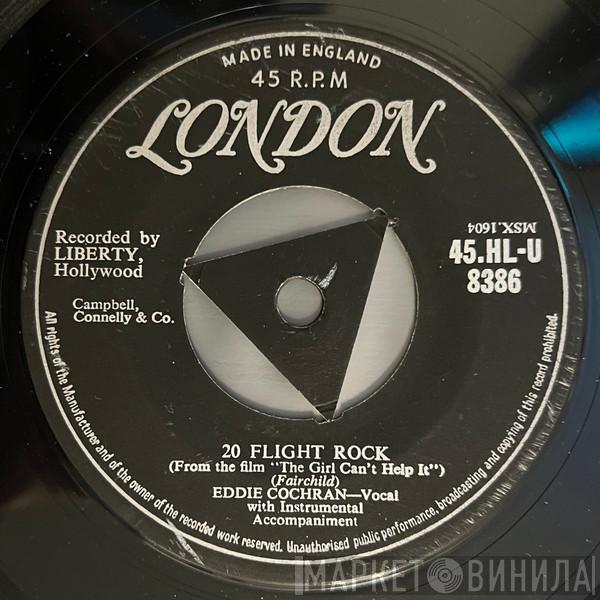 MADE IN ENGLAND
45 R.P.M
LONDON
Recorded by
LIBERTY,
Hollywood
Campbell,
Connelly & Co.
MSX.1604
45.HL-U
8386
20 FLIGHT ROCK
(From the film "The Girl Can't Help It")
(Fairchild)
EDDIE COCHRAN—Vocal
with Instrumental
Accompaniment
All rights of the Manufacturer and of the owner of the recorded work reserved. Unauthorised public performance, broadcasting and copying of this record prohibited.
МАРКЕТ ВИНИЛА